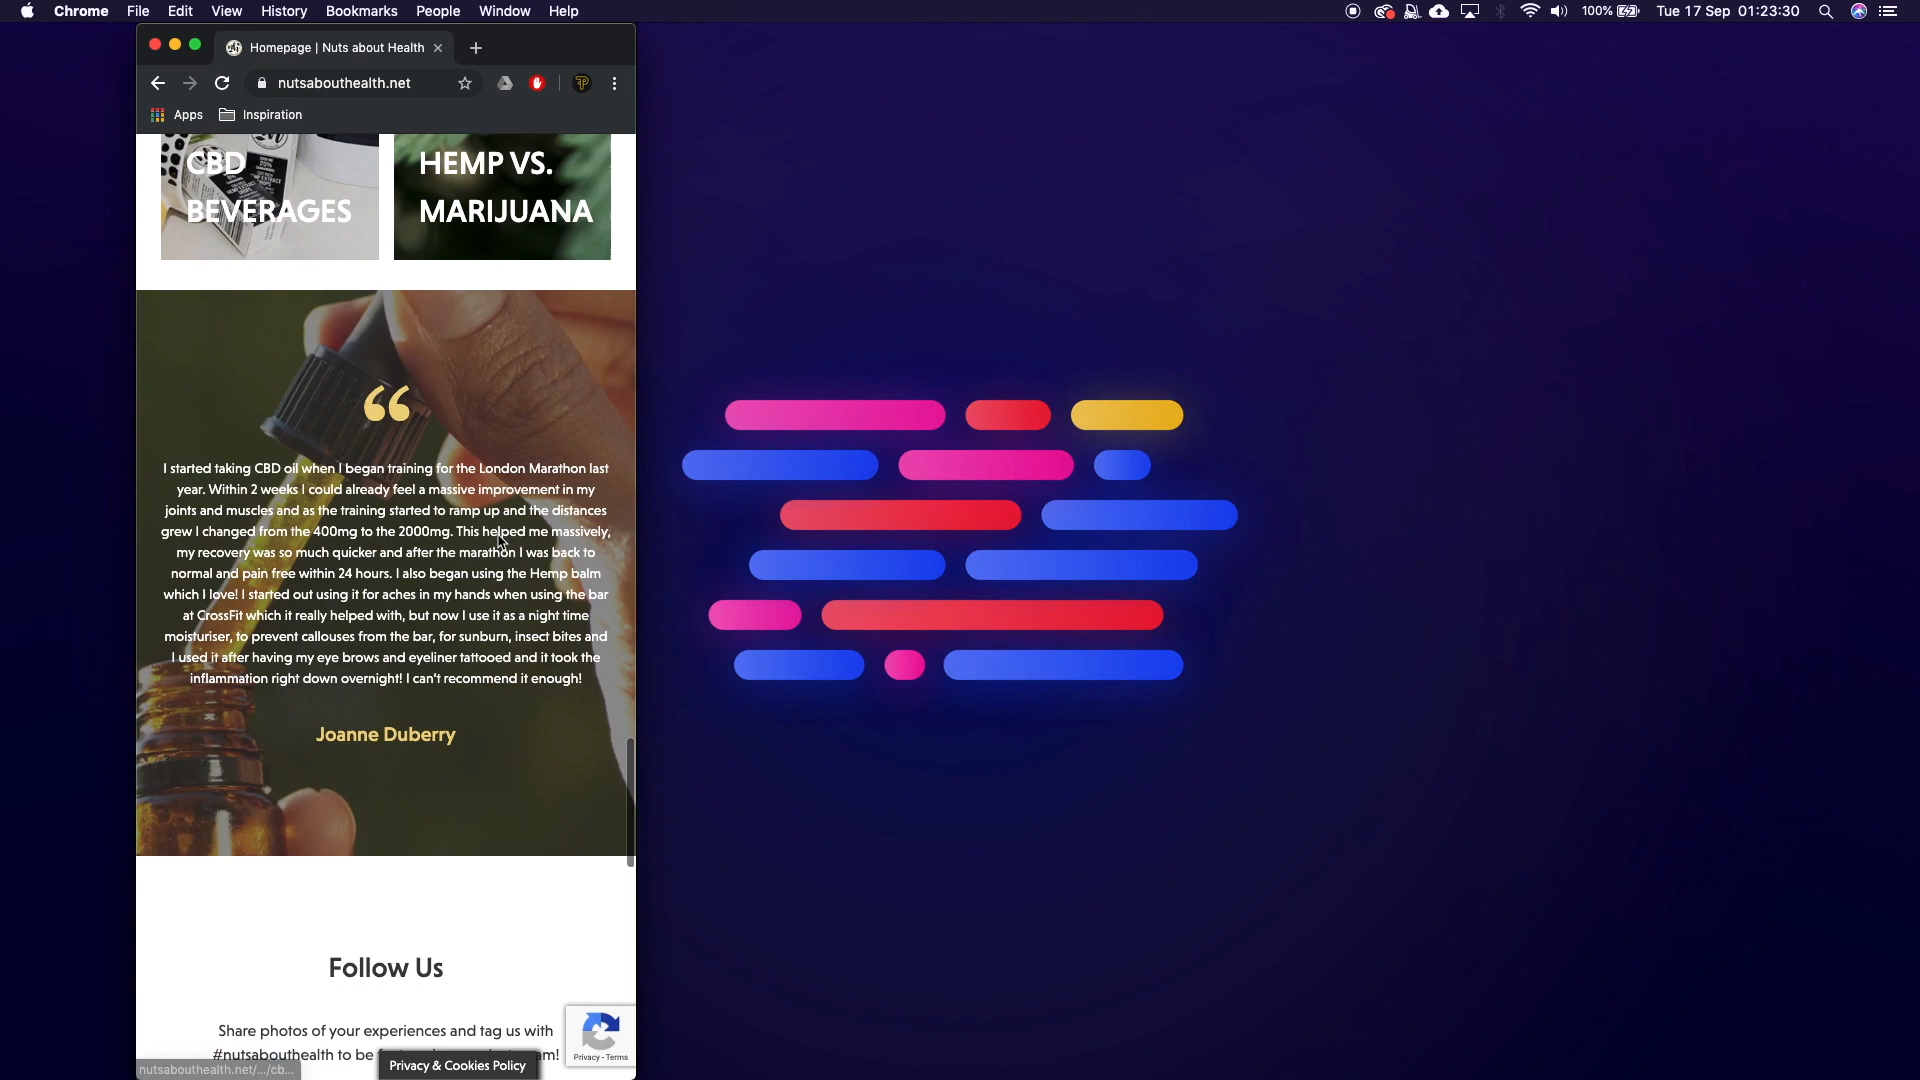 Chrome File Edit View History Bookmarks People Window Help
100% Tue 17 Sep 01:23:30
Homepage | Nuts about Health
nutsabouthealth.net
Apps Inspiration
CBD
BEVERAGES
HEMP VS.
MARIJUANA
“
I started taking CBD oil when I began training for the London Marathon last
year. Within 2 weeks I could already feel a massive improvement in my
joints and muscles and as the training started to ramp up and the distances
grew I changed from the 400mg to the 2000mg. This helped me massively,
my recovery was so much quicker and after the marathon I was back to
normal and pain free within 24 hours. I also began using the Hemp balm
which I love! I started out using it for aches in my hands when using the bar
at CrossFit which it really helped with, but now I use it as a night time
moisturiser, to prevent callouses from the bar, for sunburn, insect bites and
I used it after having my eye brows and eyeliner tattooed and it took the
inflammation right down overnight! I can't recommend it enough!
Joanne Duberry
Follow Us
Share photos of your experiences and tag us with
#nutsabouthealth to be
Privacy - Terms
Privacy & Cookies Policy
nutsabouthealth.net/.../cb...